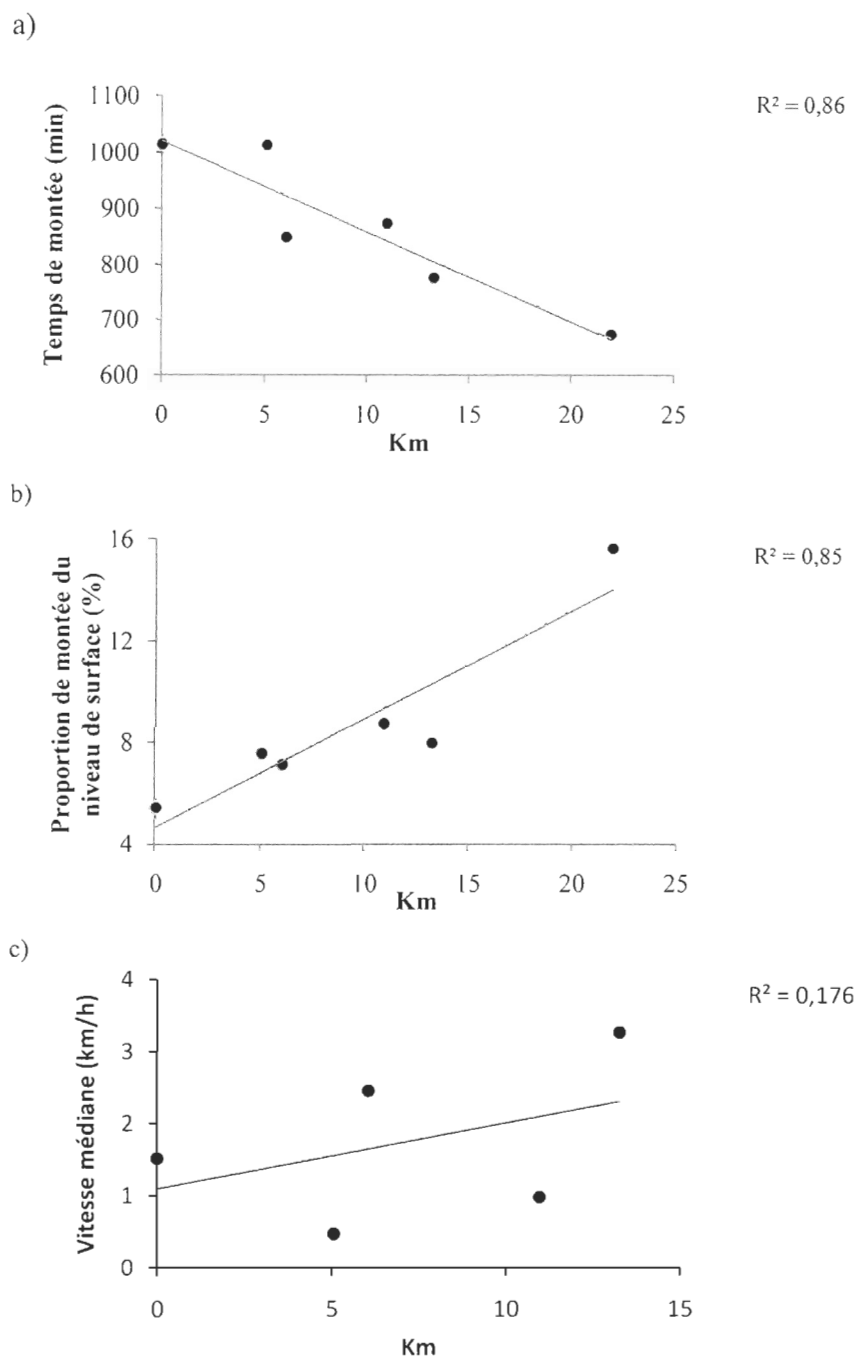 a)
R² = 0,86
Temps de montée (min)
1100
1000
900
800
700
600
0 5 10 15 20 25
Km
b)
R² = 0,85
Proportion de montée du
niveau de surface (%)
16
12
8
4
0 5 10 15 20 25
Km
c)
R² = 0,176
Vitesse médiane (km/h)
4
3
2
1
0
0 5 10 15
Km